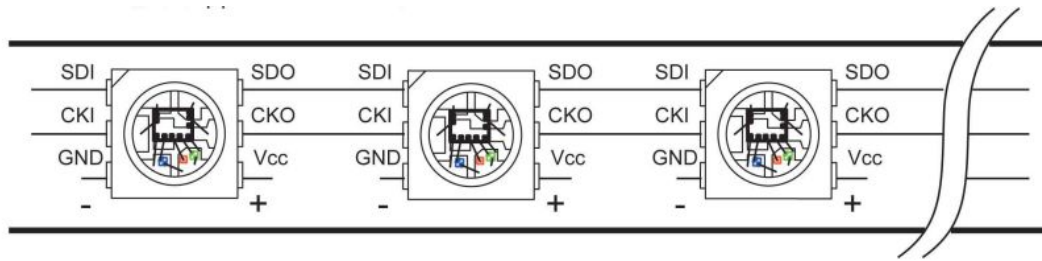 SDI SDO SDI SDO SDI SDO
CKI CKO CKI CKO CKI CKO
GND Vcc GND Vcc GND Vcc
- + - + - +